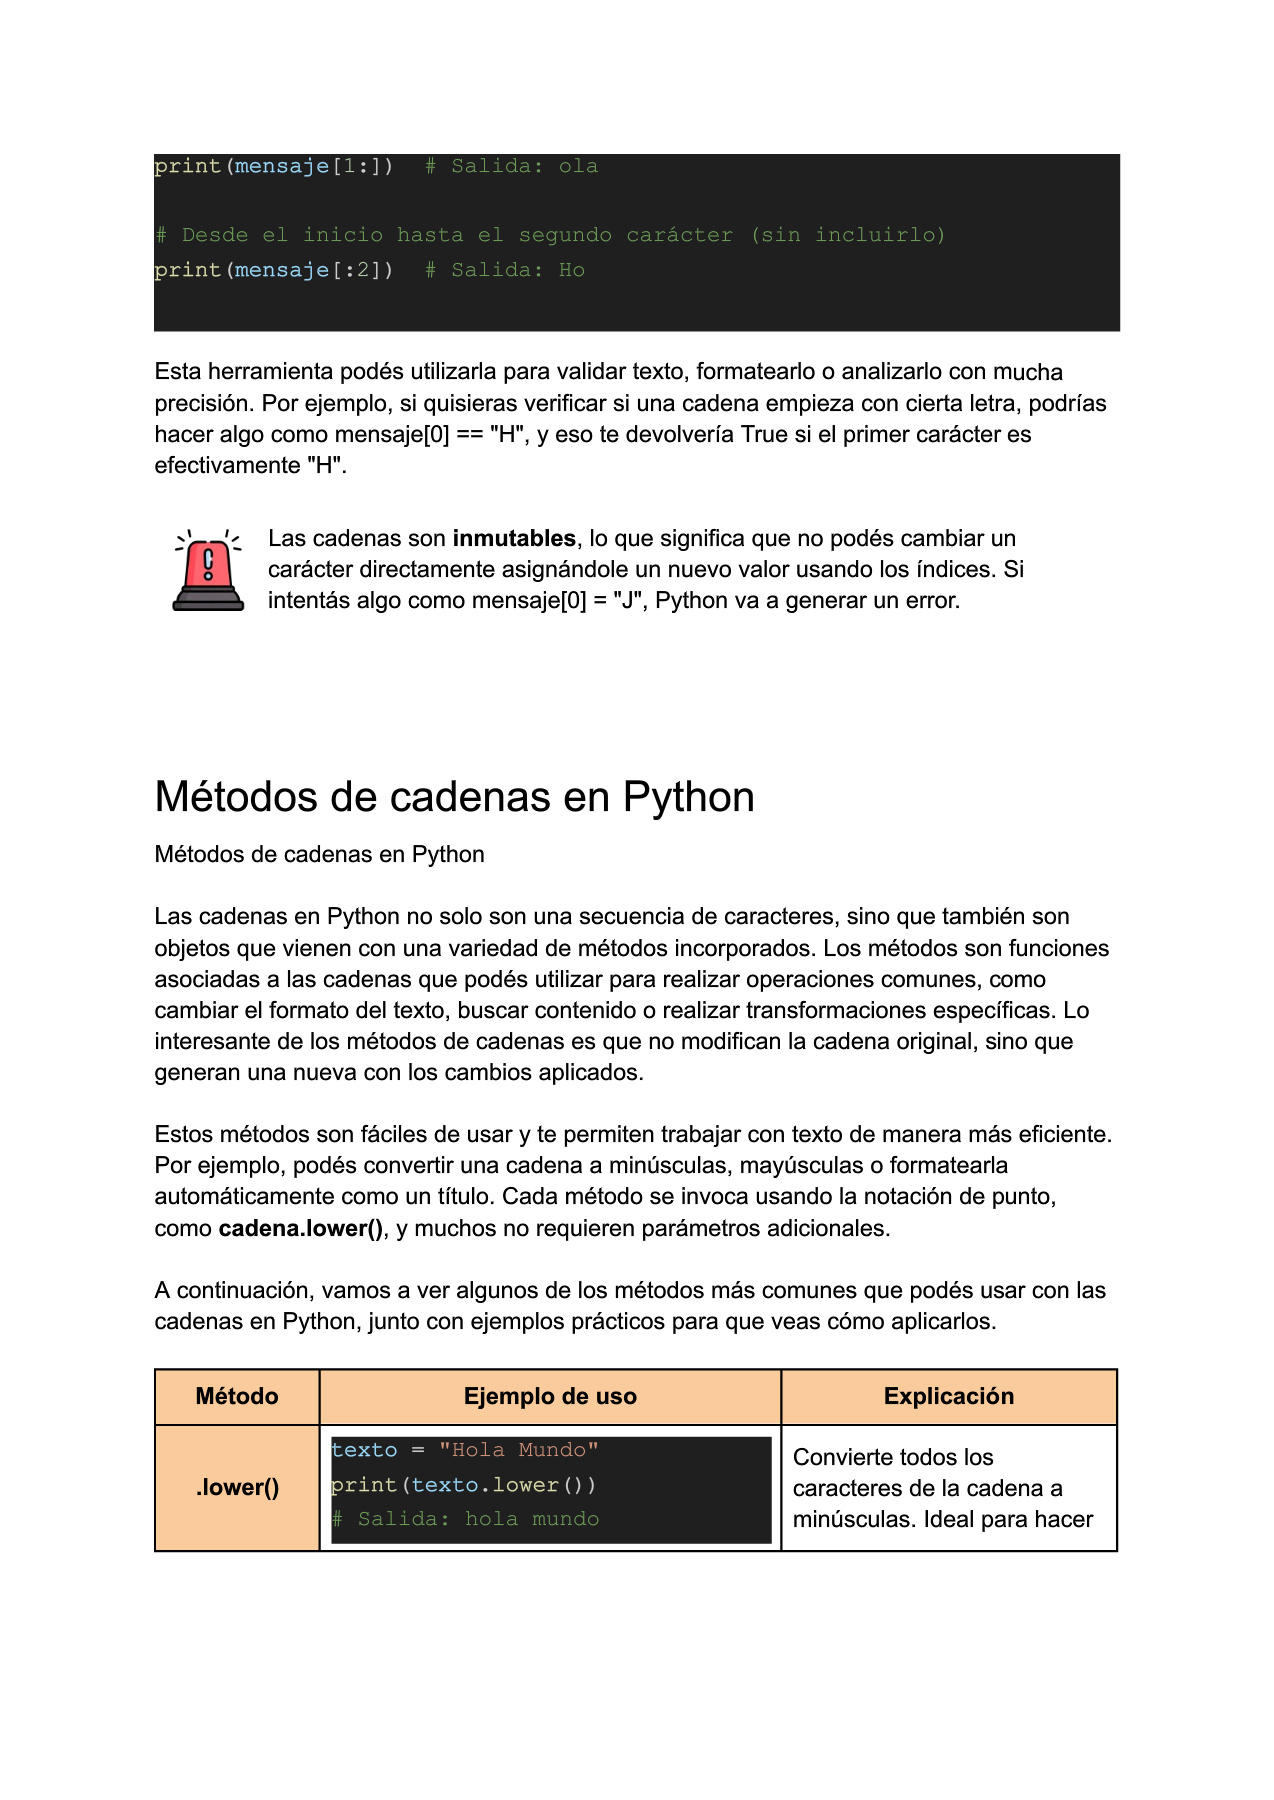 print(mensaje[1:])  # Salida: ola
# Desde el inicio hasta el segundo carácter (sin incluirlo)
print(mensaje[:2])  # Salida: Ho
Esta herramienta podés utilizarla para validar texto, formatearlo o analizarlo con mucha
precisión. Por ejemplo, si quisieras verificar si una cadena empieza con cierta letra, podrías
hacer algo como mensaje[0] == "H", y eso te devolvería True si el primer carácter es
efectivamente "H".
Las cadenas son inmutables, lo que significa que no podés cambiar un
carácter directamente asignándole un nuevo valor usando los índices. Si
intentás algo como mensaje[0] = "J", Python va a generar un error.
Métodos de cadenas en Python
Métodos de cadenas en Python
Las cadenas en Python no solo son una secuencia de caracteres, sino que también son
objetos que vienen con una variedad de métodos incorporados. Los métodos son funciones
asociadas a las cadenas que podés utilizar para realizar operaciones comunes, como
cambiar el formato del texto, buscar contenido o realizar transformaciones específicas. Lo
interesante de los métodos de cadenas es que no modifican la cadena original, sino que
generan una nueva con los cambios aplicados.
Estos métodos son fáciles de usar y te permiten trabajar con texto de manera más eficiente.
Por ejemplo, podés convertir una cadena a minúsculas, mayúsculas o formatearla
automáticamente como un título. Cada método se invoca usando la notación de punto,
como cadena.lower(), y muchos no requieren parámetros adicionales.
A continuación, vamos a ver algunos de los métodos más comunes que podés usar con las
cadenas en Python, junto con ejemplos prácticos para que veas cómo aplicarlos.
Método
Ejemplo de uso
Explicación
.lower()
texto = "Hola Mundo"
print(texto.lower())
# Salida: hola mundo
Convierte todos los
caracteres de la cadena a
minúsculas. Ideal para hacer